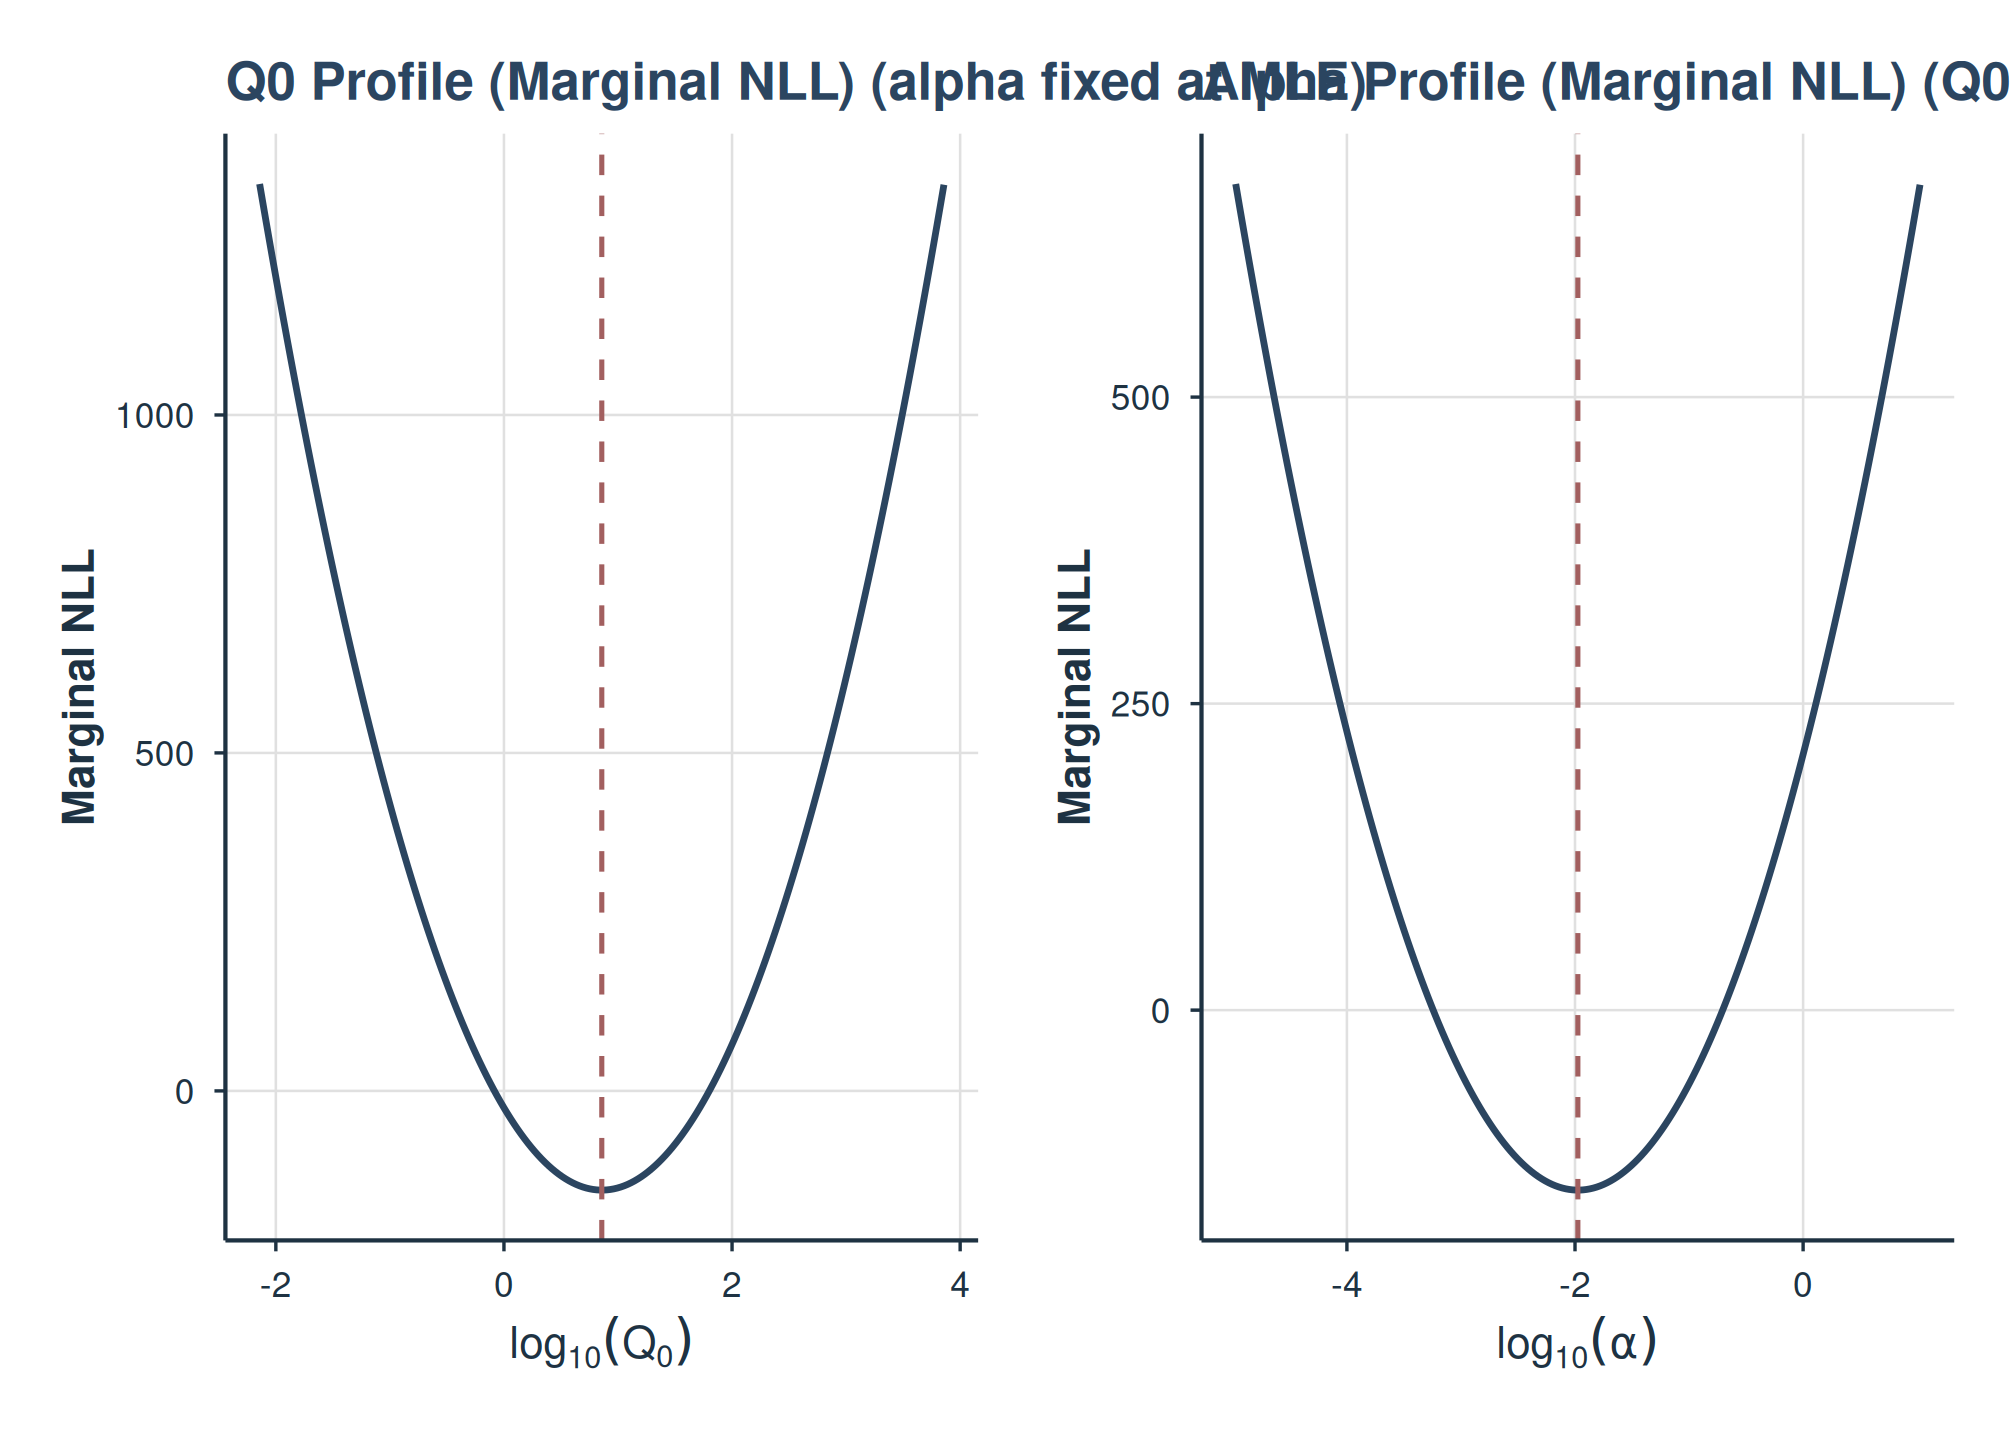 Q0 Profile (Marginal NLL) (alpha fixed at MLE)
Alpha Profile (Marginal NLL) (Q0
Marginal NLL
1000
500
0
-2 0 2 4
log10(Q0)
Marginal NLL
500
250
0
-4 -2 0
log10(α)